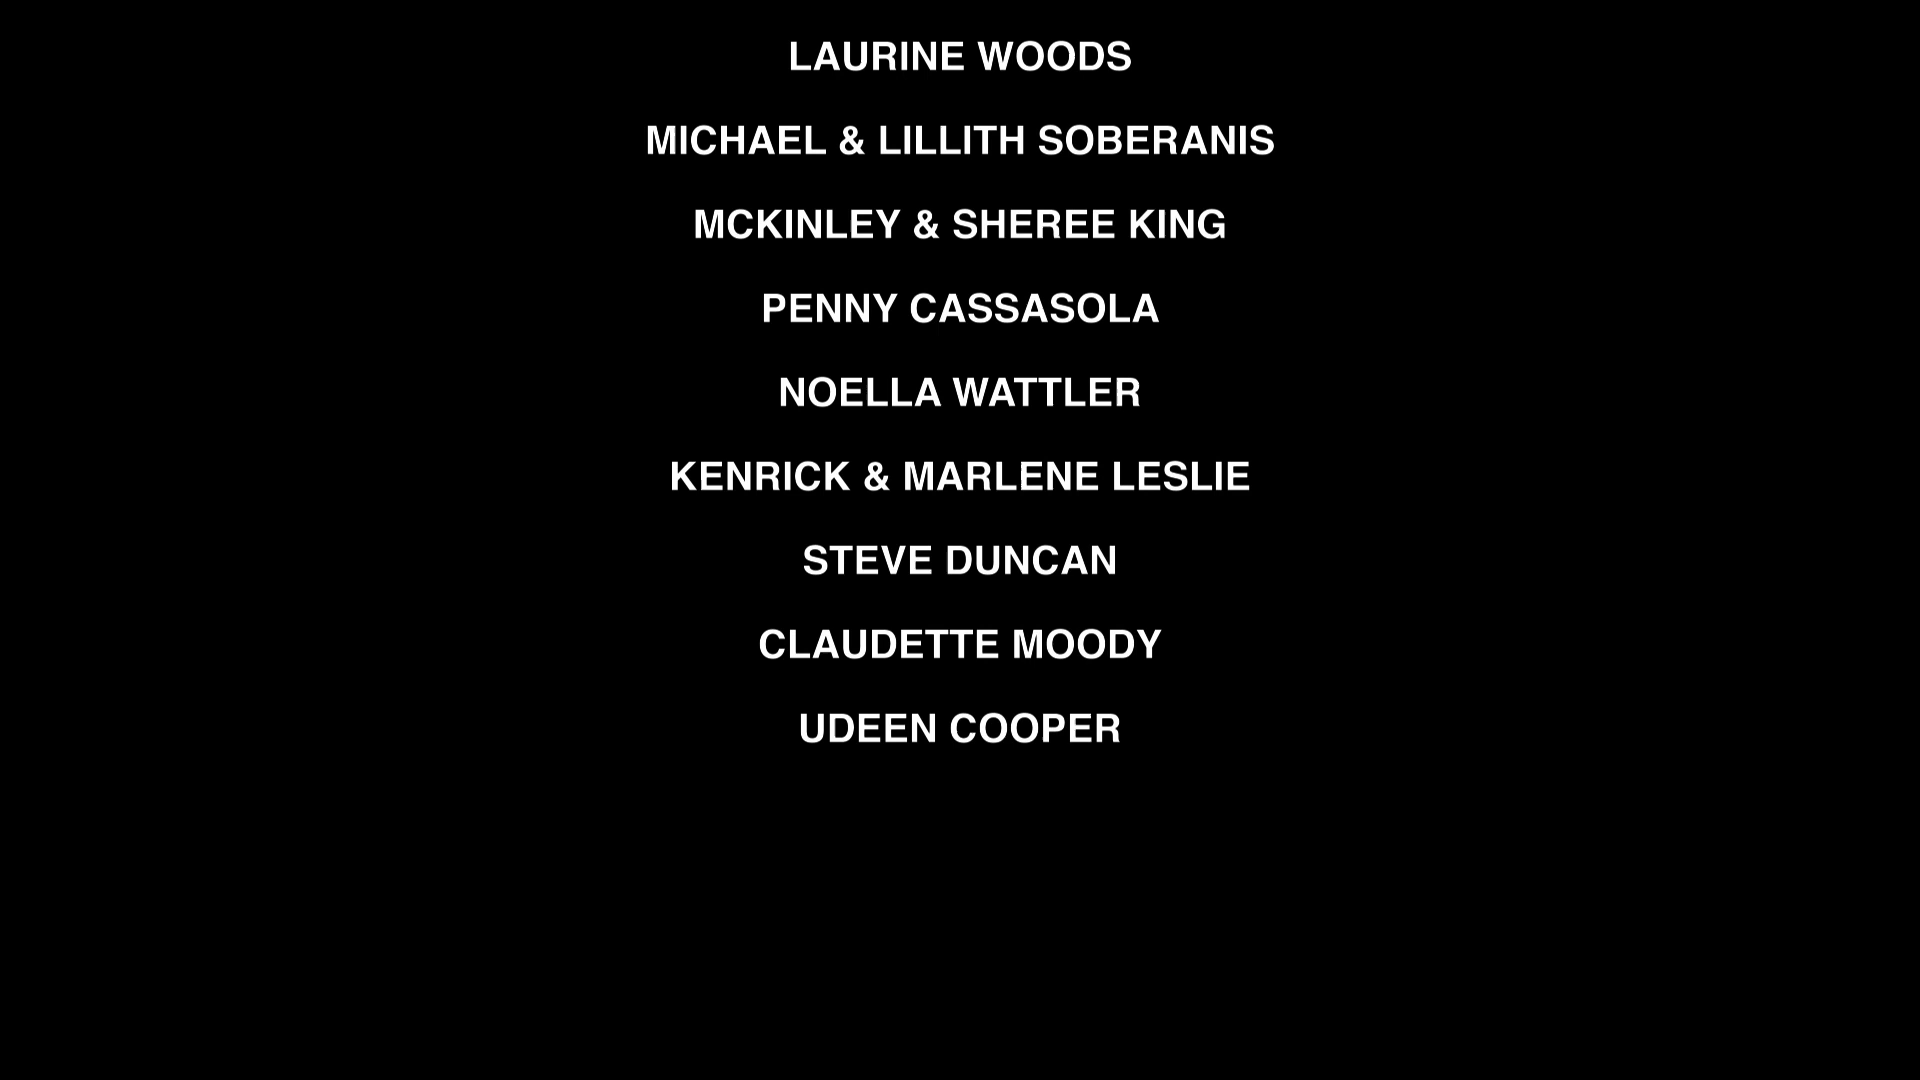 LAURINE WOODS
MICHAEL & LILLITH SOBERANIS
MCKINLEY & SHEREE KING
PENNY CASSASOLA
NOELLA WATTLER
KENRICK & MARLENE LESLIE
STEVE DUNCAN
CLAUDETTE MOODY
UDEEN COOPER